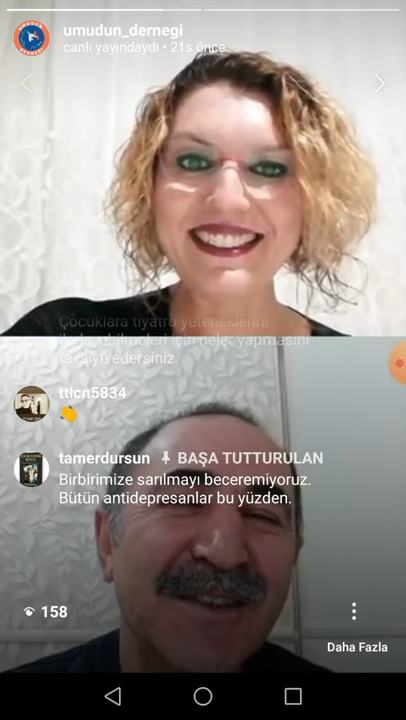 umudun_dernegi
canlı yayındaydı • 21s önce
Çocuklara tiyatro yeteneklerini
ilerletebilmeleri için neler yapmasını
tavsiye edersiniz
ttlcn5834
tamerdursun BAŞA TUTTURULAN
Birbirimize sarılmayı beceremiyoruz.
Bütün antidepresanlar bu yüzden.
158
Daha Fazla